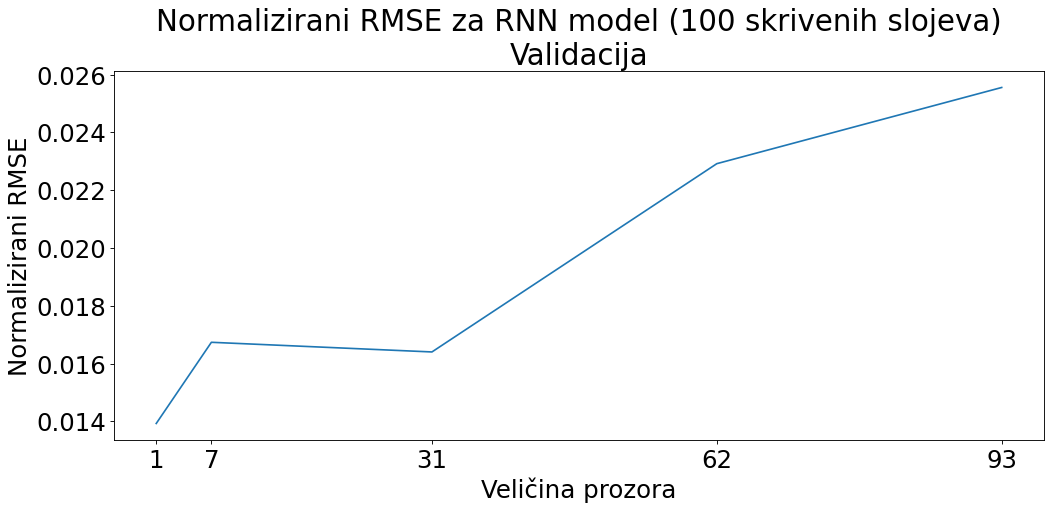 Normalizirani RMSE za RNN model (100 skrivenih slojeva)
Validacija
Normalizirani RMSE
0.026
0.024
0.022
0.020
0.018
0.016
0.014
1 7 31 62 93
Veličina prozora